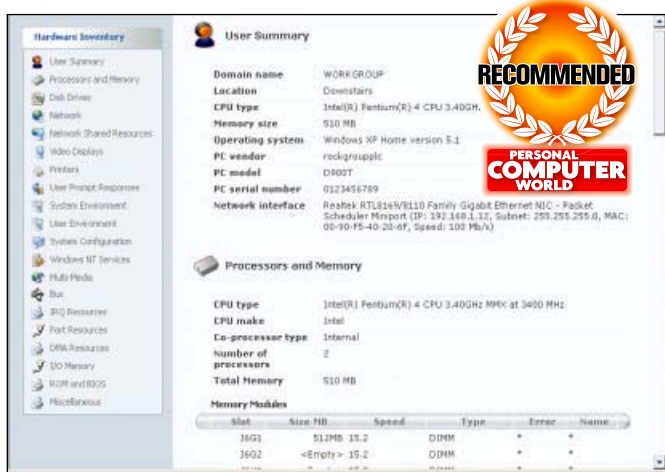 Hardware Inventory
User Summary
Processors and Memory
Disk Drives
Network
Network Shared Resources
Video Displays
Printers
User Prompt Responses
System Environment
User Environment
System Configuration
Windows NT Services
Multi-Media
Bus
IRQ Resources
Port Resources
DMA Resources
I/O Memory
ROM and BIOS
Miscellaneous
User Summary
Domain name WORKGROUP
Location Downstairs
CPU type Intel(R) Pentium(R) 4 CPU 3.40GH
Memory size 510 MB
Operating system Windows XP Home version 5.1
PC vendor rockgroupplc
PC model D900T
PC serial number 0123456789
Network interface Realtek RTL8169/8110 Family Gigabit Ethernet NIC - Packet
Scheduler Miniport (IP: 192.168.1.12, Subnet: 255.255.255.0, MAC:
00-90-F5-40-20-6F, Speed: 100 Mb/s)
RECOMMENDED
PERSONAL
COMPUTER
WORLD
Processors and Memory
CPU type Intel(R) Pentium(R) 4 CPU 3.40GHz MMX at 3400 MHz
CPU make Intel
Co-processor type Internal
Number of
processors 2
Total Memory 510 MB
Memory Modules
Slot Size MB Speed Type Error Name
J6G1 512MB 15.2 DIMM * *
J6G2 <Empty> 15.2 DIMM * *